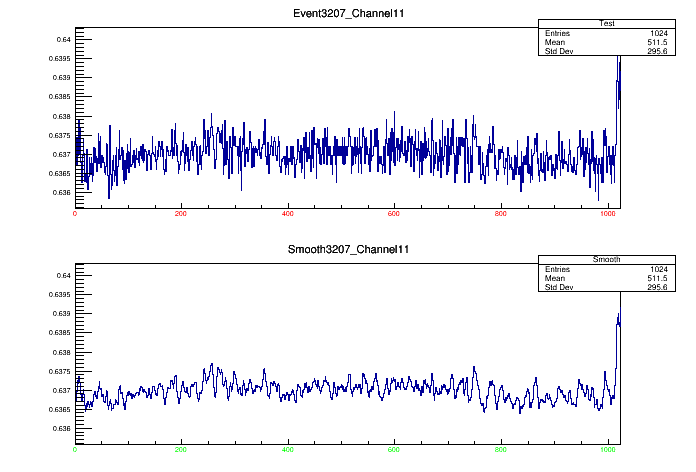 Event3207_Channel11
Test
Entries 1024
Mean 511.5
Std Dev 295.6
0.64
0.6395
0.639
0.6385
0.638
0.6375
0.637
0.6365
0.636
0 200 400 600 800 1000
Smooth3207_Channel11
Smooth
Entries 1024
Mean 511.5
Std Dev 295.6
0.64
0.6395
0.639
0.6385
0.638
0.6375
0.637
0.6365
0.636
0 200 400 600 800 1000